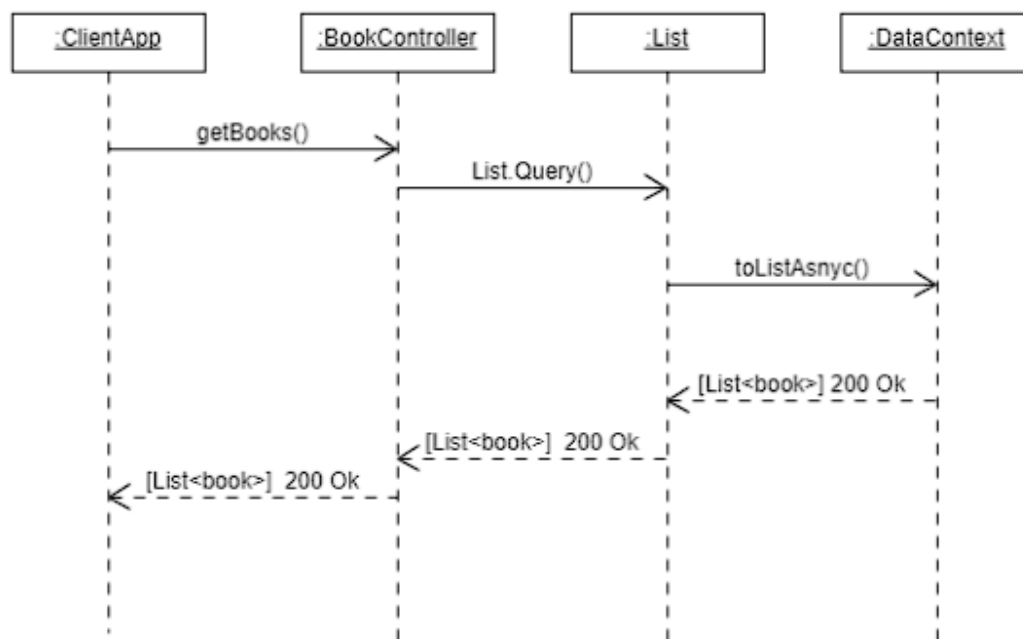 :ClientApp
:BookController
:List
:DataContext
getBooks()
List.Query()
toListAsnyc()
[List<book>] 200 Ok
[List<book>]  200 Ok
[List<book>]  200 Ok